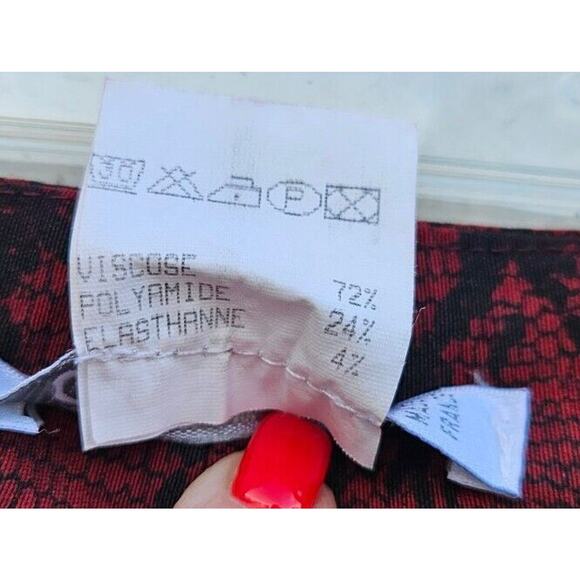 30
P
VISCOSE 72%
POLYAMIDE 24%
ELASTHANNE 4%